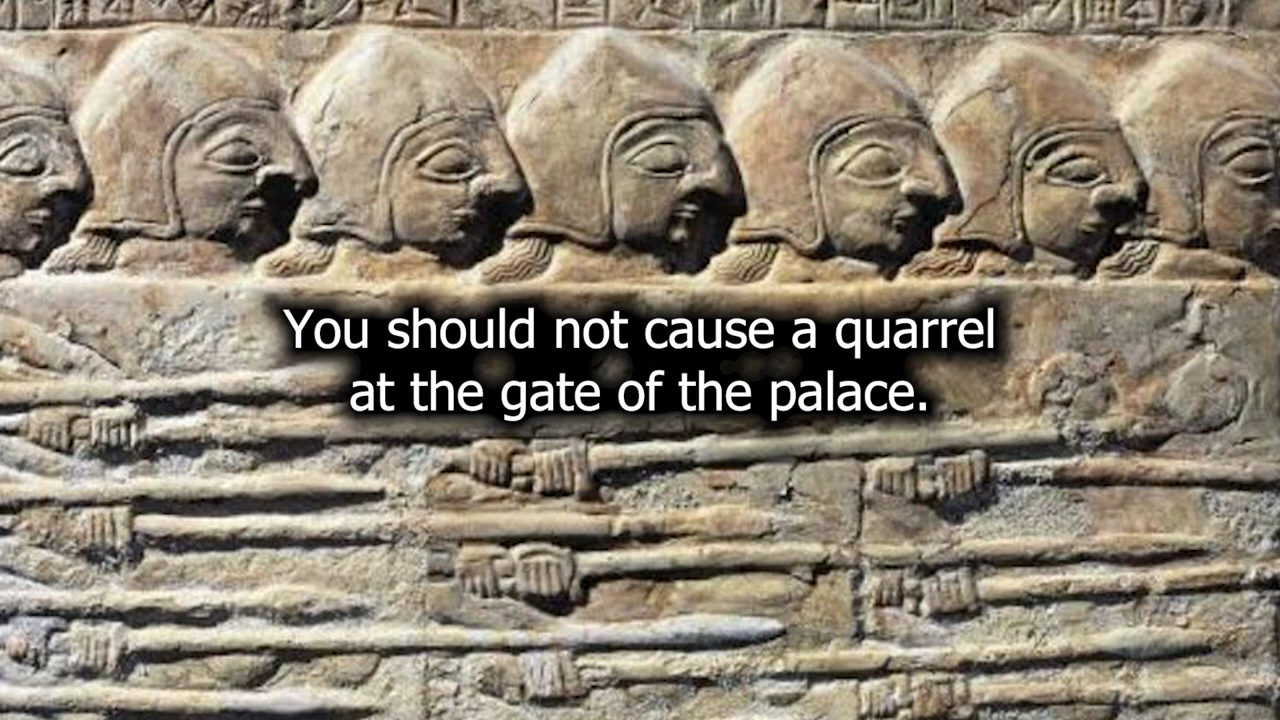 You should not cause a quarrel
at the gate of the palace.